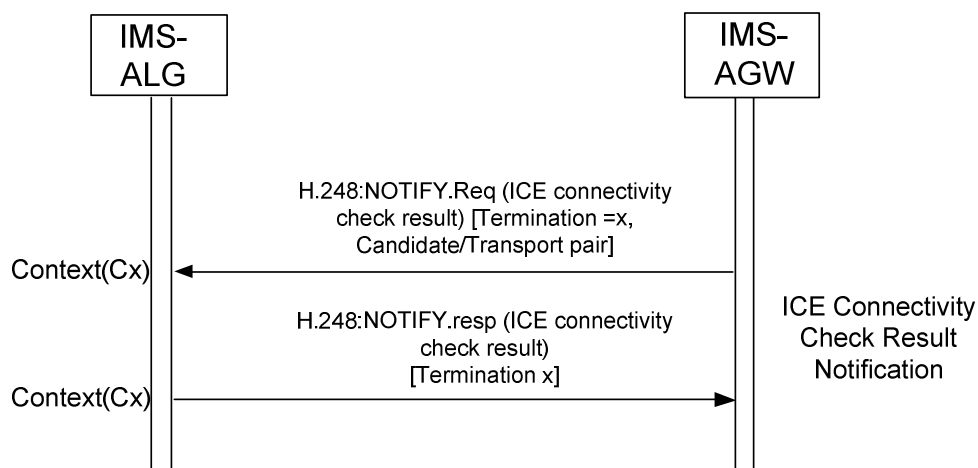 IMS-
ALG
IMS-
AGW
H.248:NOTIFY.Req (ICE connectivity
check result) [Termination =x,
Candidate/Transport pair]
Context(Cx)
H.248:NOTIFY.resp (ICE connectivity
check result)
[Termination x]
Context(Cx)
ICE Connectivity
Check Result
Notification